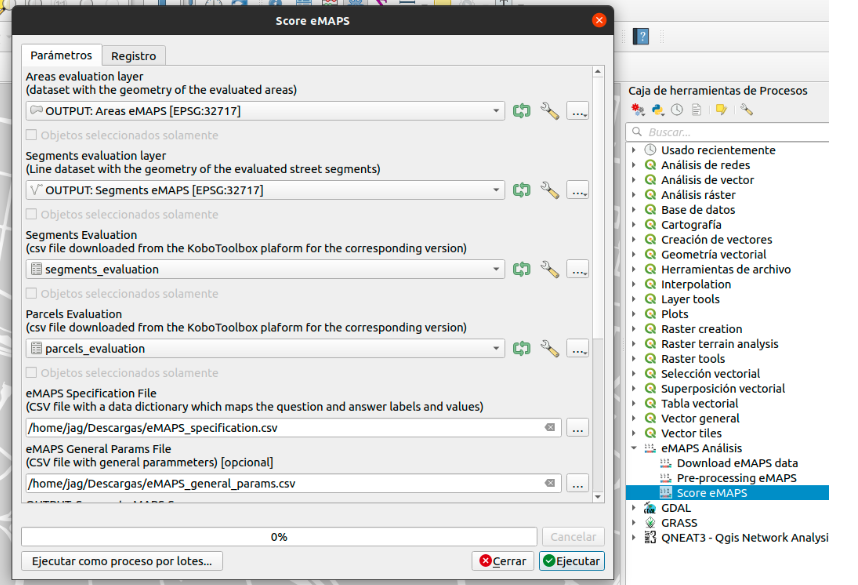 Score eMAPS
Parámetros
Registro
Areas evaluation layer
(dataset with the geometry of the evaluated areas)
OUTPUT: Areas eMAPS [EPSG:32717]
...
Objetos seleccionados solamente
Segments evaluation layer
(Line dataset with geometry of the evaluated street segments)
OUTPUT: Segments eMAPS [EPSG:32717]
...
Objetos seleccionados solamente
Segments Evaluation
(csv file downloaded from the KoboToolbox plaform for the corresponding version)
segments_evaluation
...
Objetos seleccionados solamente
Parcels Evaluation
(csv file downloaded from the KoboToolbox plaform for the corresponding version)
parcels_evaluation
...
Objetos seleccionados solamente
eMAPS Specification File
(CSV file with a data dictionary which maps the question and answer labels and values)
/home/jag/Descargas/eMAPS_specification.csv
...
eMAPS General Params File
(CSV file with general parammeters) [opcional]
/home/jag/Descargas/eMAPS_general_params.csv
...
0%
Cancelar
Ejecutar como proceso por lotes...
Cerrar
Ejecutar
Caja de herramientas de Procesos
Buscar...
Usado recientemente
Análisis de redes
Análisis de vector
Análisis ráster
Base de datos
Cartografía
Creación de vectores
Geometría vectorial
Herramientas de archivo
Interpolation
Layer tools
Plots
Raster creation
Raster terrain analysis
Raster tools
Selección vectorial
Superposición vectorial
Tabla vectorial
Vector general
Vector tiles
eMAPS Análisis
Download eMAPS data
Pre-processing eMAPS
Score eMAPS
GDAL
GRASS
QNEAT3 - Qgis Network Analysi